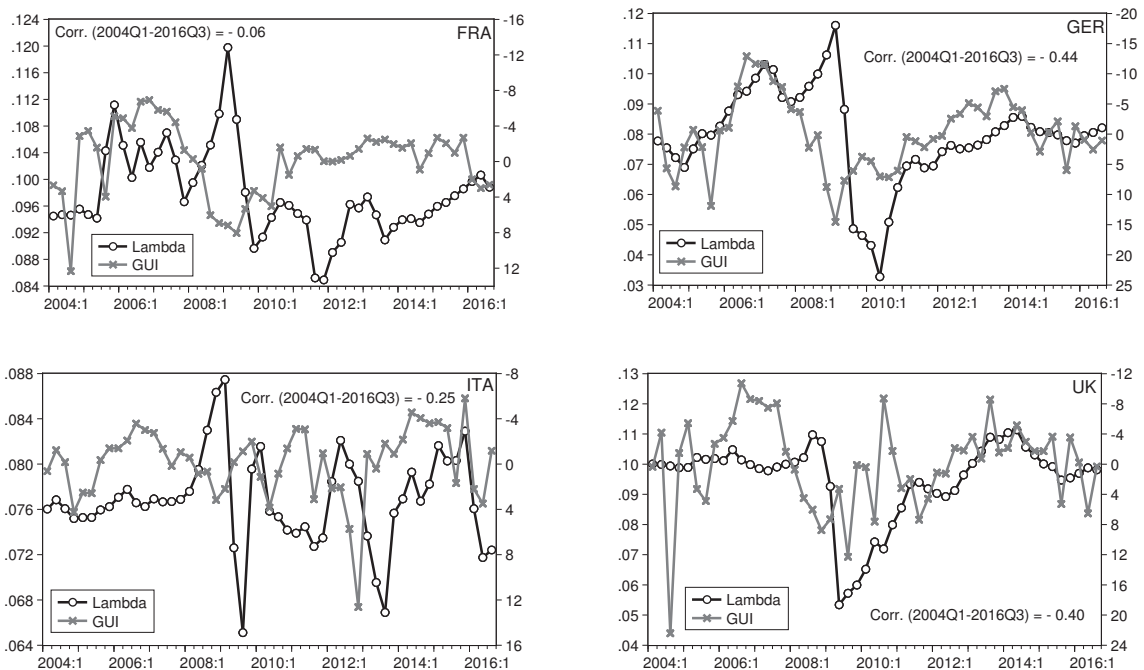 FRA
Corr. (2004Q1-2016Q3) = - 0.06
.124 .120 .116 .112 .108 .104 .100 .096 .092 .088 .084
-16 -12 -8 -4 0 4 8 12
Lambda
GUI
2004:1 2006:1 2008:1 2010:1 2012:1 2014:1 2016:1
GER
Corr. (2004Q1-2016Q3) = - 0.44
.12 .11 .10 .09 .08 .07 .06 .05 .04 .03
-20 -15 -10 -5 0 5 10 15 20 25
Lambda
GUI
2004:1 2006:1 2008:1 2010:1 2012:1 2014:1 2016:1
ITA
Corr. (2004Q1-2016Q3) = - 0.25
.088 .084 .080 .076 .072 .068 .064
-8 -4 0 4 8 12 16
Lambda
GUI
2004:1 2006:1 2008:1 2010:1 2012:1 2014:1 2016:1
UK
.13 .12 .11 .10 .09 .08 .07 .06 .05 .04
-12 -8 -4 0 4 8 12 16 20 24
Lambda
GUI
Corr. (2004Q1-2016Q3) = - 0.40
2004:1 2006:1 2008:1 2010:1 2012:1 2014:1 2016:1